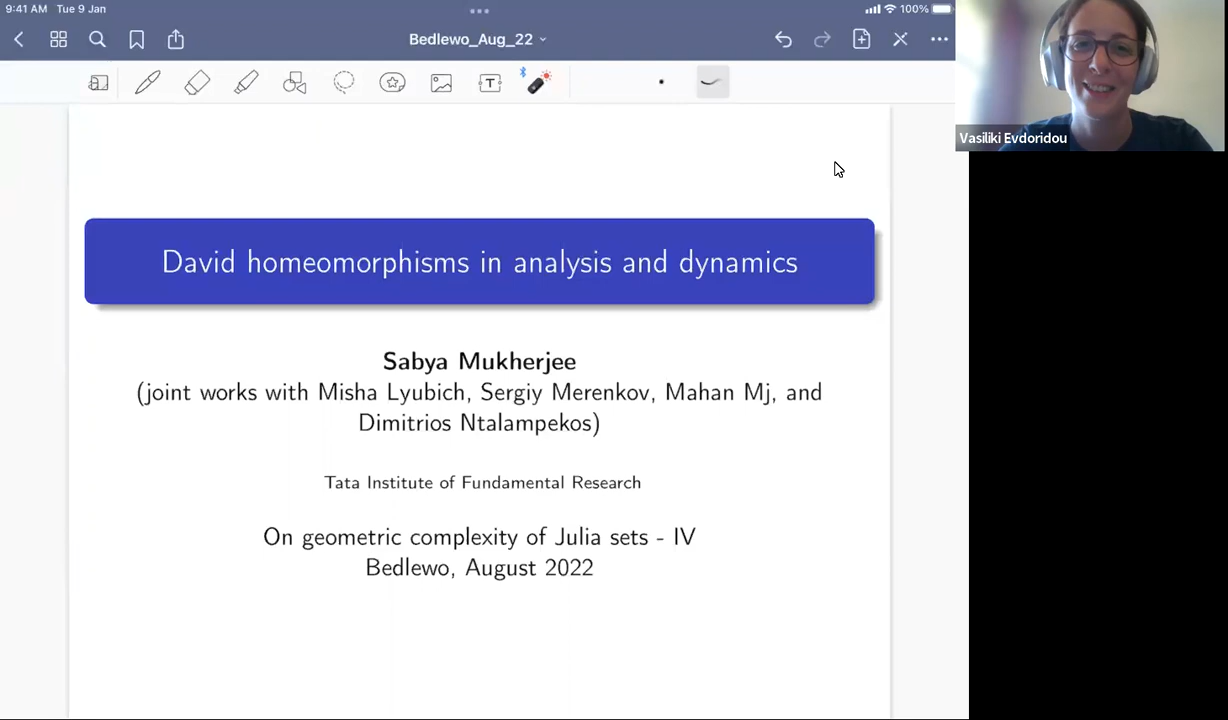 9:41 AM Tue 9 Jan
100%
Bedlewo_Aug_22
T
Vasiliki Evdoridou
David homeomorphisms in analysis and dynamics
Sabya Mukherjee
(joint works with Misha Lyubich, Sergiy Merenkov, Mahan Mj, and
Dimitrios Ntalampekos)
Tata Institute of Fundamental Research
On geometric complexity of Julia sets - IV
Bedlewo, August 2022